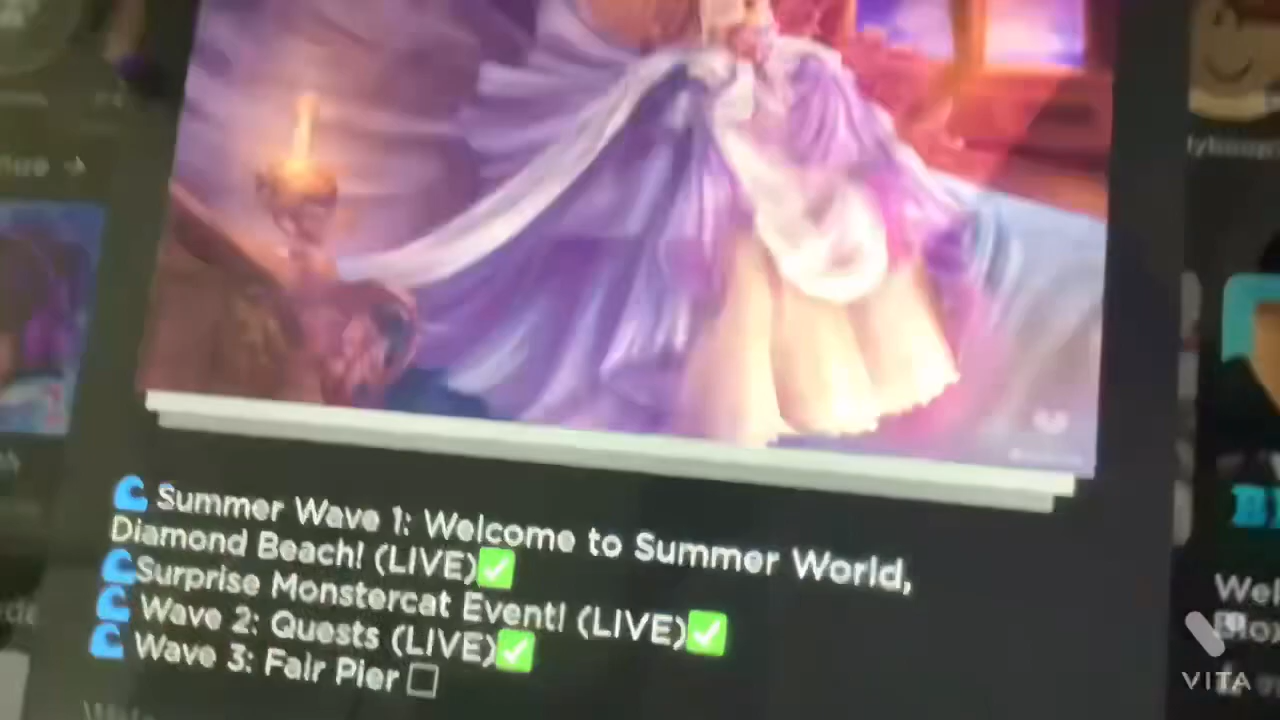 🌊 Summer Wave 1: Welcome to Summer World,
Diamond Beach! (LIVE)✅
🌊Surprise Monstercat Event! (LIVE)✅
🌊 Wave 2: Quests (LIVE)✅
🌊 Wave 3: Fair Pier ☐
VITA